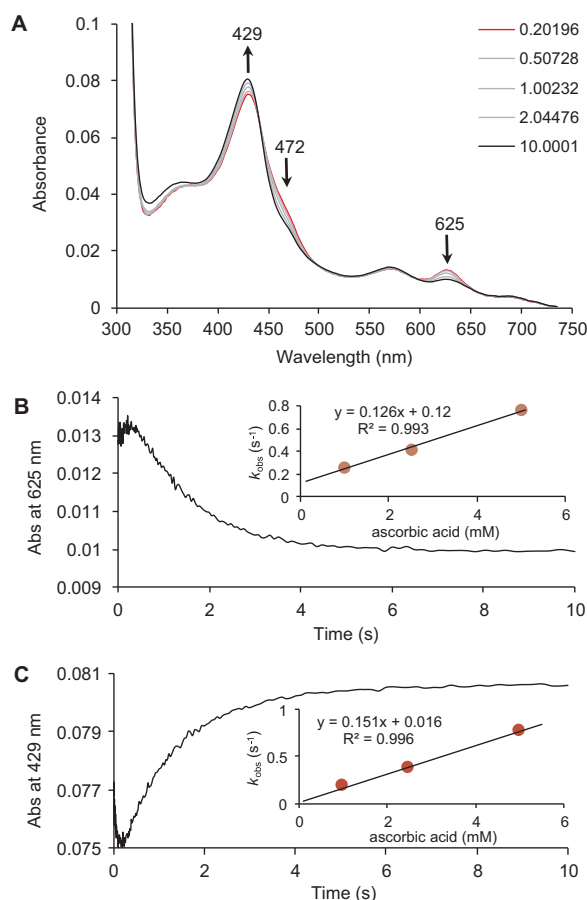 A
0.1
0.08
0.06
0.04
0.02
0
Absorbance
429
472
625
0.20196
0.50728
1.00232
2.04476
10.0001
300 350 400 450 500 550 600 650 700 750
Wavelength (nm)
B
0.014
0.013
0.012
0.011
0.01
0.009
Abs at 625 nm
0.8
0.6
0.4
0.2
0
kobs (s-1)
y = 0.126x + 0.12
R² = 0.993
0 2 4 6
ascorbic acid (mM)
0 2 4 6 8 10
Time (s)
C
0.081
0.079
0.077
0.075
Abs at 429 nm
1
0.5
0
kobs (s-1)
y = 0.151x + 0.016
R² = 0.996
0 2 4 6
ascorbic acid (mM)
0 2 4 6 8 10
Time (s)